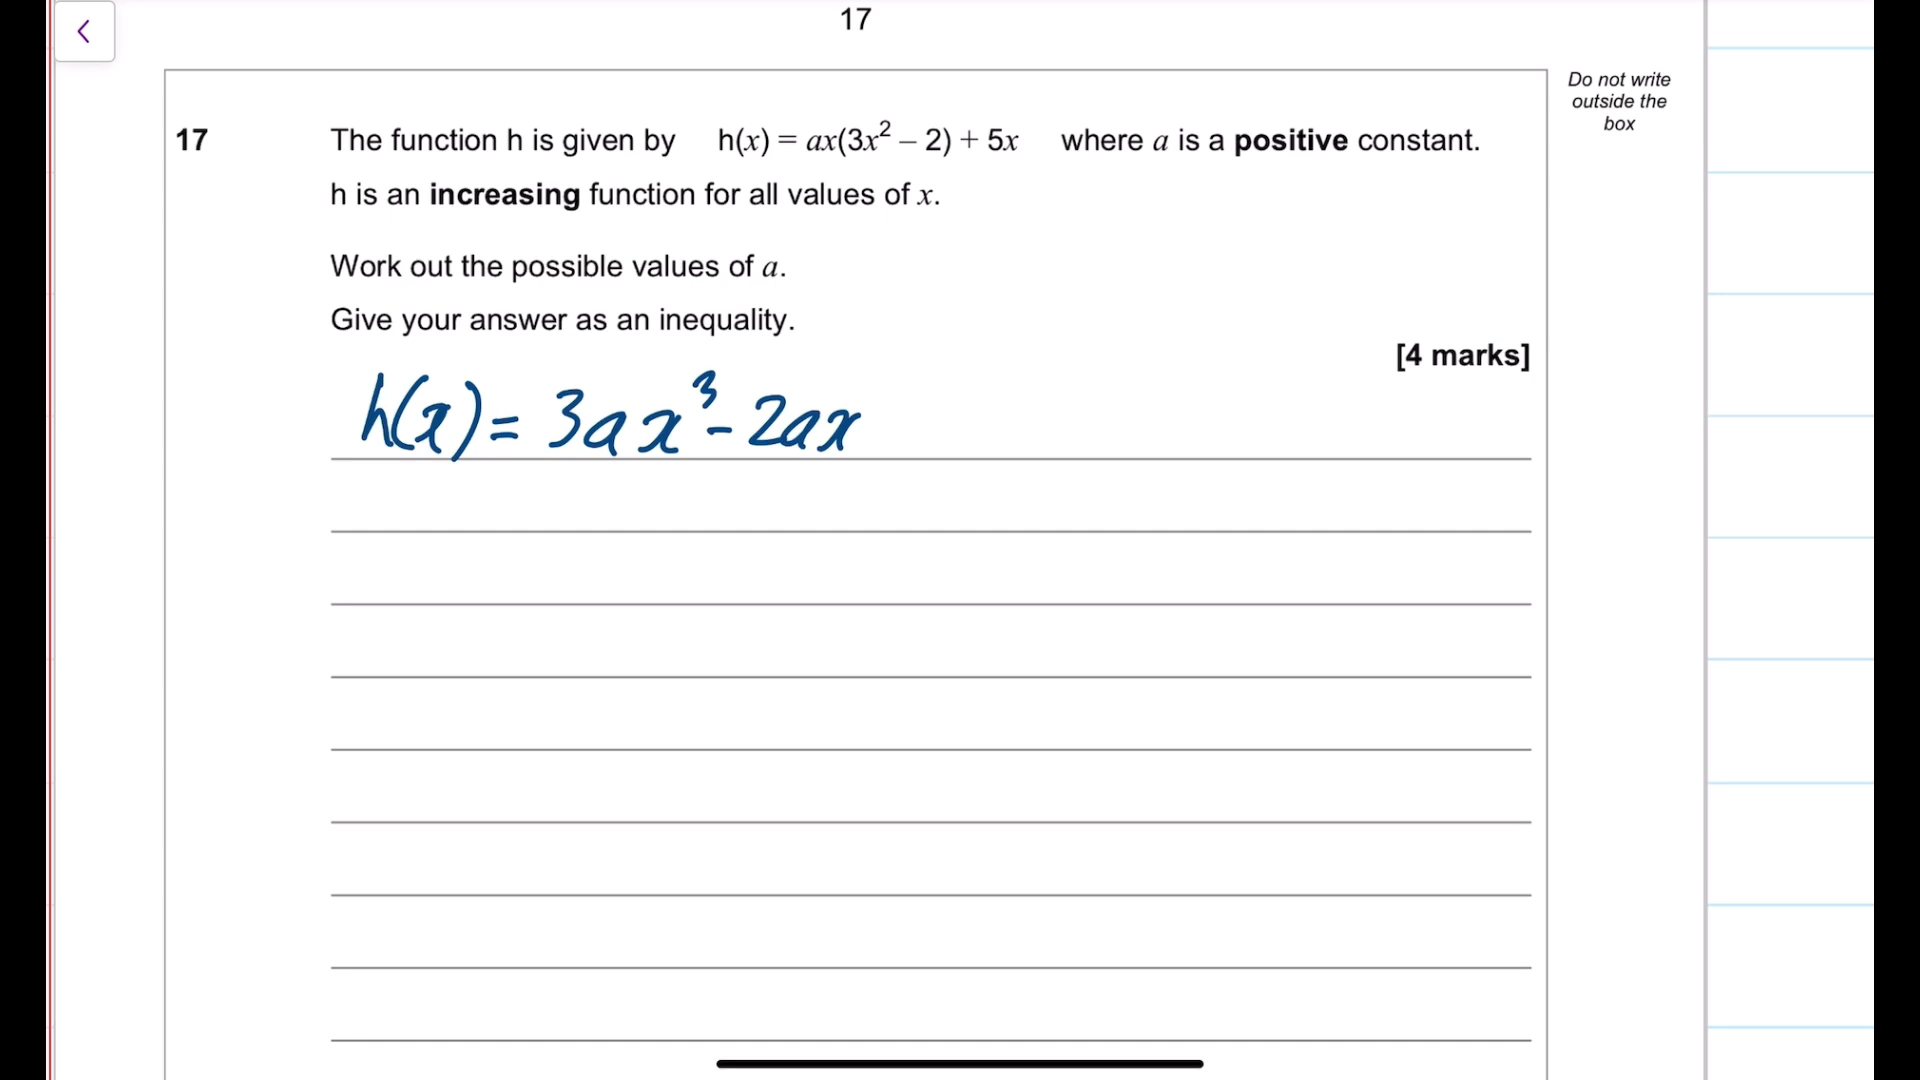 17
Do not write
outside the
box
17 The function h is given by h(x) = ax(3x² – 2) + 5x where a is a positive constant.
h is an increasing function for all values of x.
Work out the possible values of a.
Give your answer as an inequality.
[4 marks]
h(x) = 3ax³ - 2ax